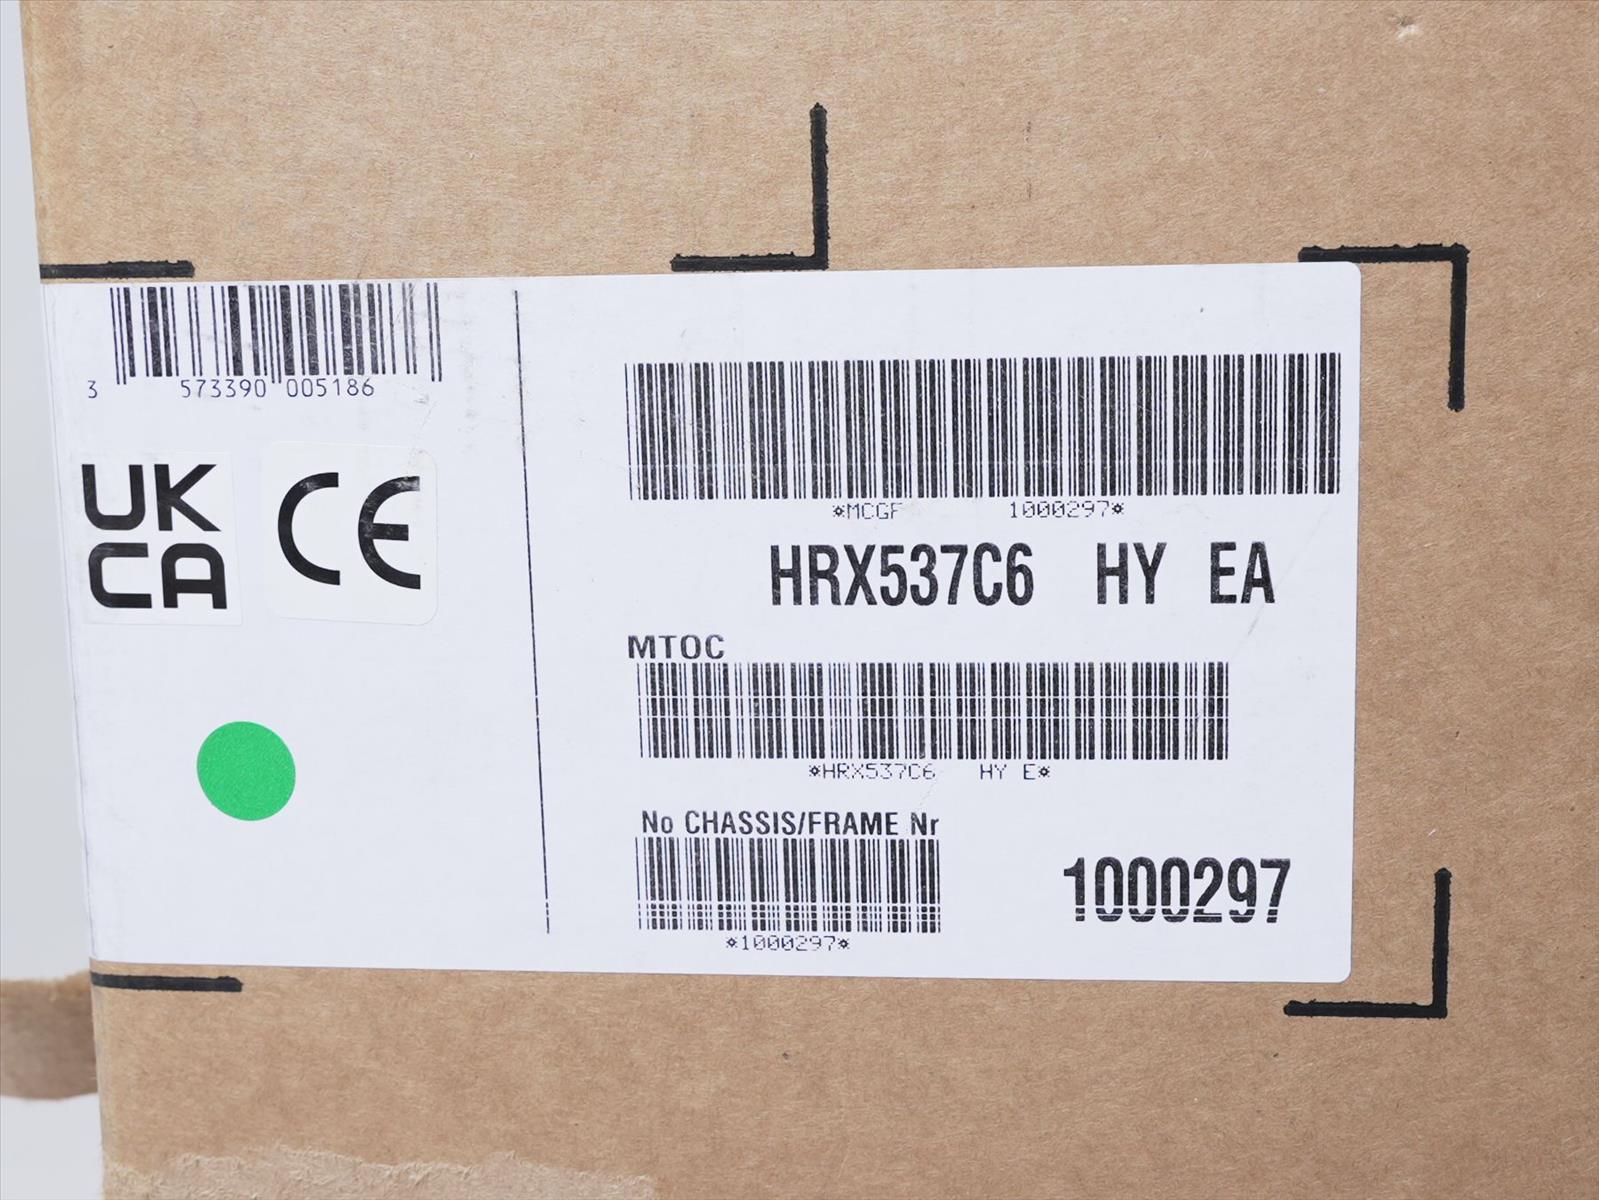 3 573390 005186
UK
CA
CE
*MCGF 1000297*
HRX537C6 HY EA
MTOC
*HRX537C6 HY E*
No CHASSIS/FRAME Nr
1000297
*1000297*